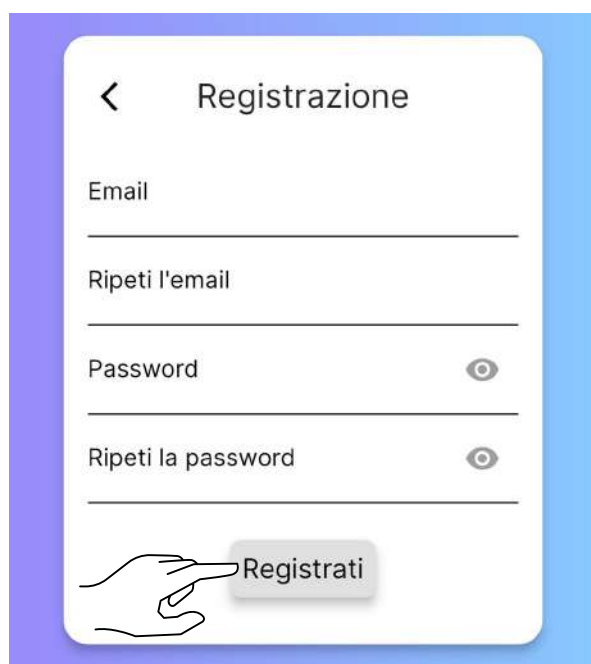 Registrazione
Email
Ripeti l'email
Password
Ripeti la password
Registrati